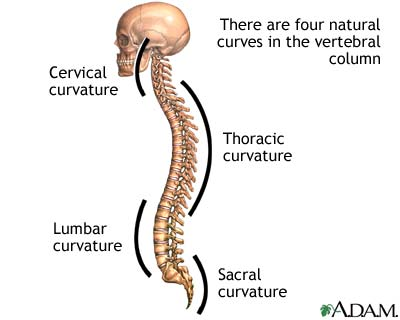 There are four natural
curves in the vertebral
column
Cervical
curvature
Thoracic
curvature
Lumbar
curvature
Sacral
curvature
A.D.A.M.